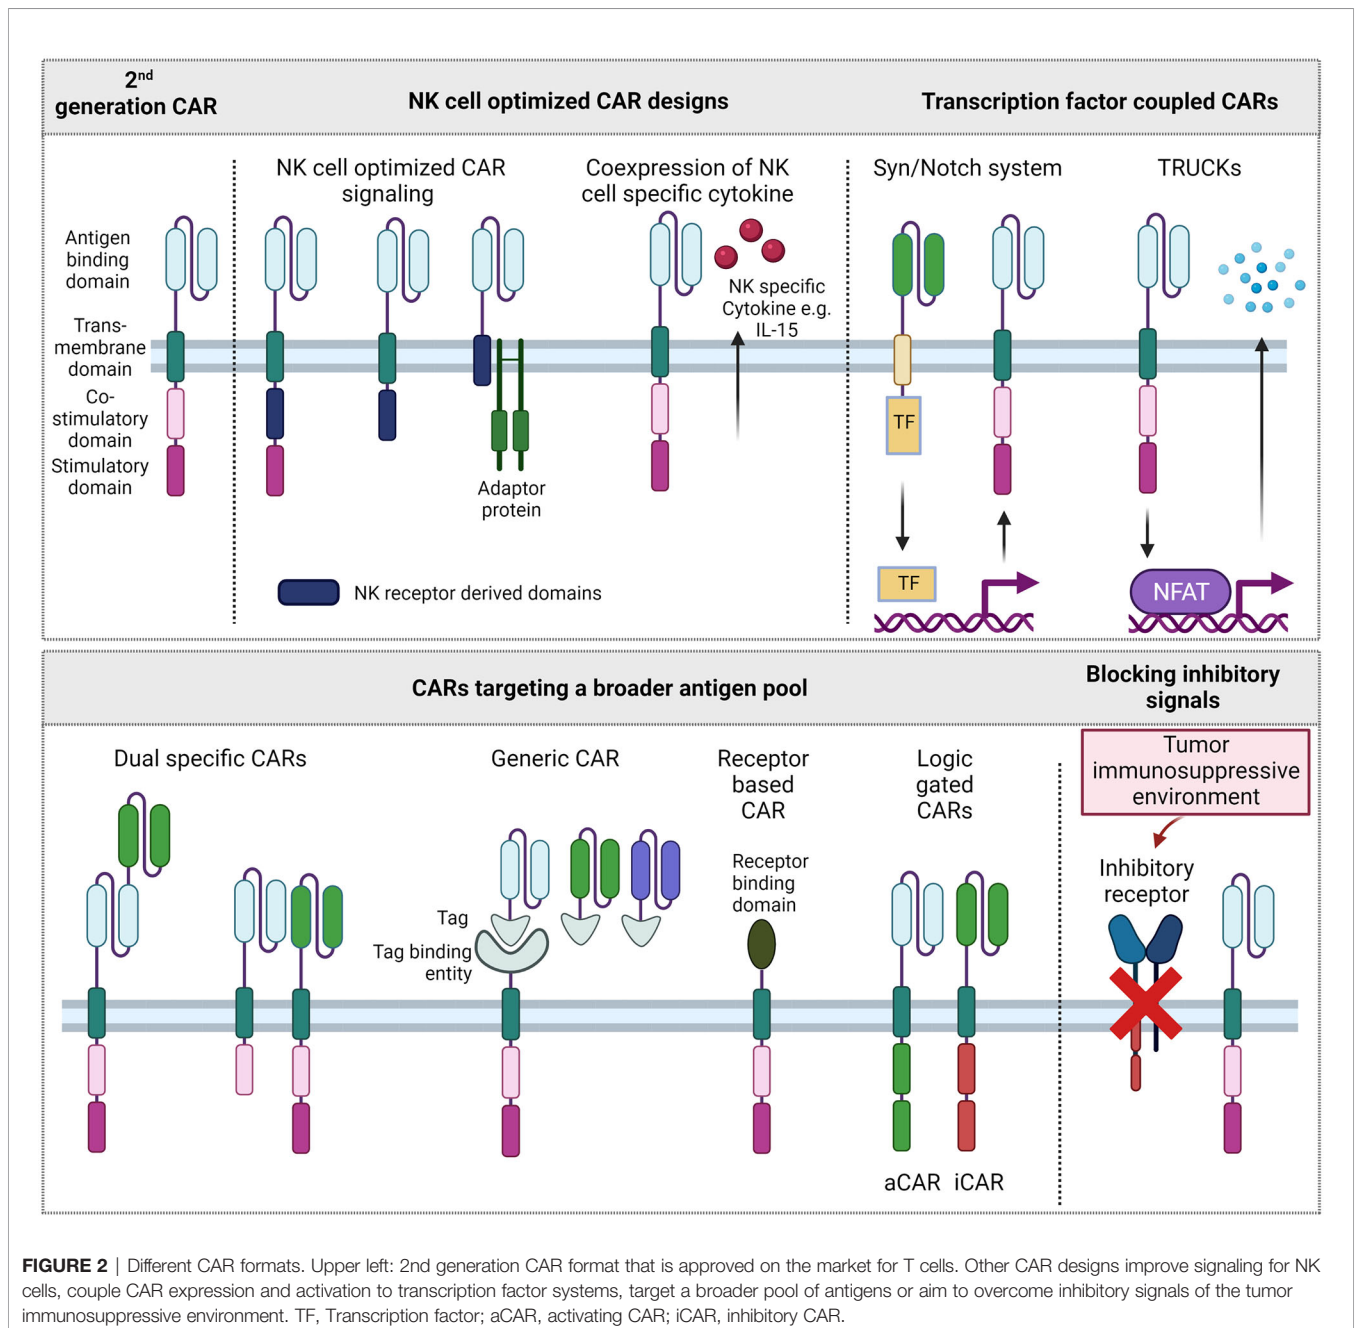 2nd
generation CAR
NK cell optimized CAR designs
Transcription factor coupled CARs
NK cell optimized CAR
signaling
Coexpression of NK
cell specific cytokine
Syn/Notch system
TRUCKs
Antigen
binding
domain
Trans-
membrane
domain
Co-
stimulatory
domain
Stimulatory
domain
NK specific
Cytokine e.g.
IL-15
TF
Adaptor
protein
NK receptor derived domains
TF
NFAT
CARs targeting a broader antigen pool
Blocking inhibitory
signals
Dual specific CARs
Generic CAR
Receptor
based
CAR
Logic
gated
CARs
Tumor
immunosuppressive
environment
Receptor
binding
domain
Inhibitory
receptor
Tag
Tag binding
entity
aCAR
iCAR
FIGURE 2 | Different CAR formats. Upper left: 2nd generation CAR format that is approved on the market for T cells. Other CAR designs improve signaling for NK
cells, couple CAR expression and activation to transcription factor systems, target a broader pool of antigens or aim to overcome inhibitory signals of the tumor
immunosuppressive environment. TF, Transcription factor; aCAR, activating CAR; iCAR, inhibitory CAR.